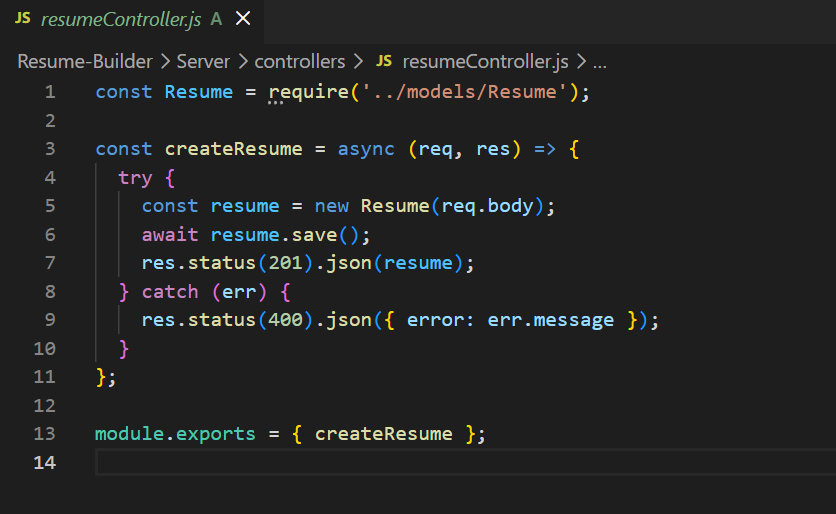 JS resumeController.js A ×
Resume-Builder > Server > controllers > JS resumeController.js > ...
1 const Resume = require('../models/Resume');
2
3 const createResume = async (req, res) => {
4   try {
5     const resume = new Resume(req.body);
6     await resume.save();
7     res.status(201).json(resume);
8   } catch (err) {
9     res.status(400).json({ error: err.message });
10   }
11 };
12
13 module.exports = { createResume };
14